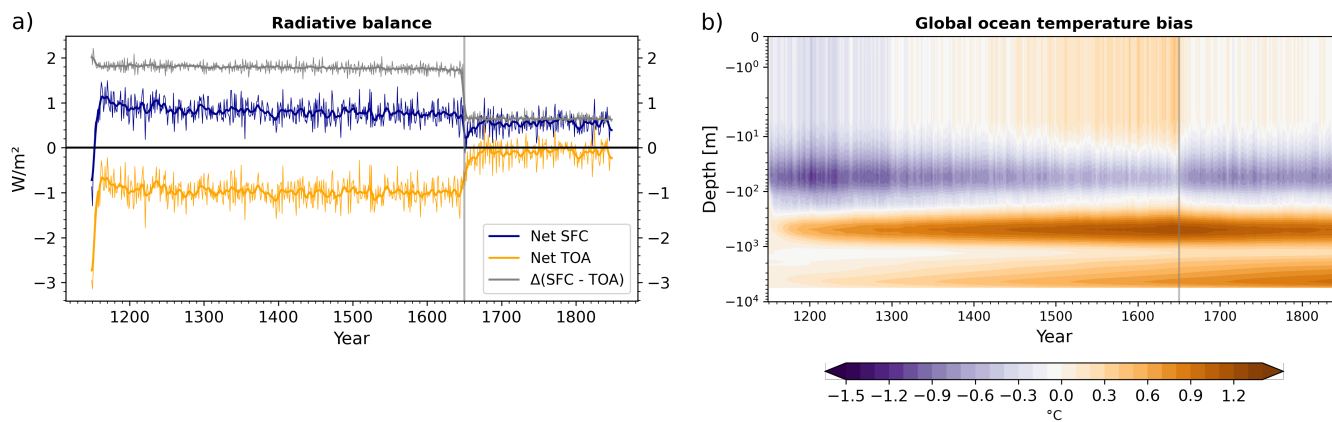 a)
Radiative balance
W/m²
2
1
0
−1
−2
−3
2
1
0
−1
−2
−3
Net SFC
Net TOA
Δ(SFC - TOA)
1200 1300 1400 1500 1600 1700 1800
Year
b)
Global ocean temperature bias
Depth [m]
0
−10⁰
−10¹
−10²
−10³
−10⁴
1200 1300 1400 1500 1600 1700 1800
Year
−1.5 −1.2 −0.9 −0.6 −0.3 0.0 0.3 0.6 0.9 1.2
°C